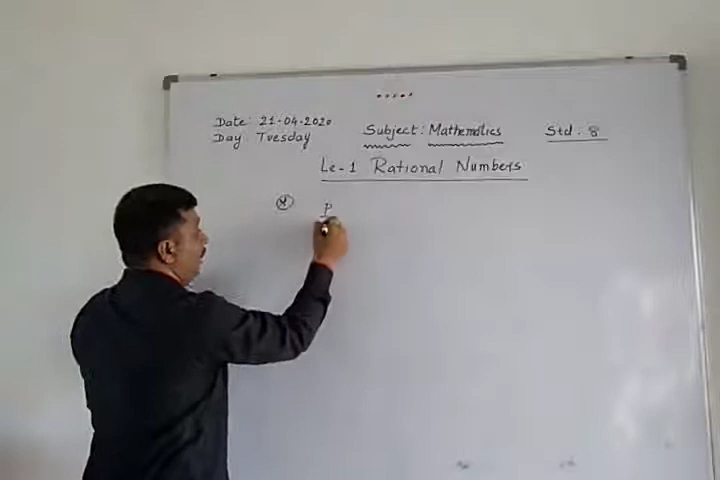 Date: 21-04-2020
Day: Tuesday
Subject: Mathematics
Std: 8
Le-1 Rational Numbers
P